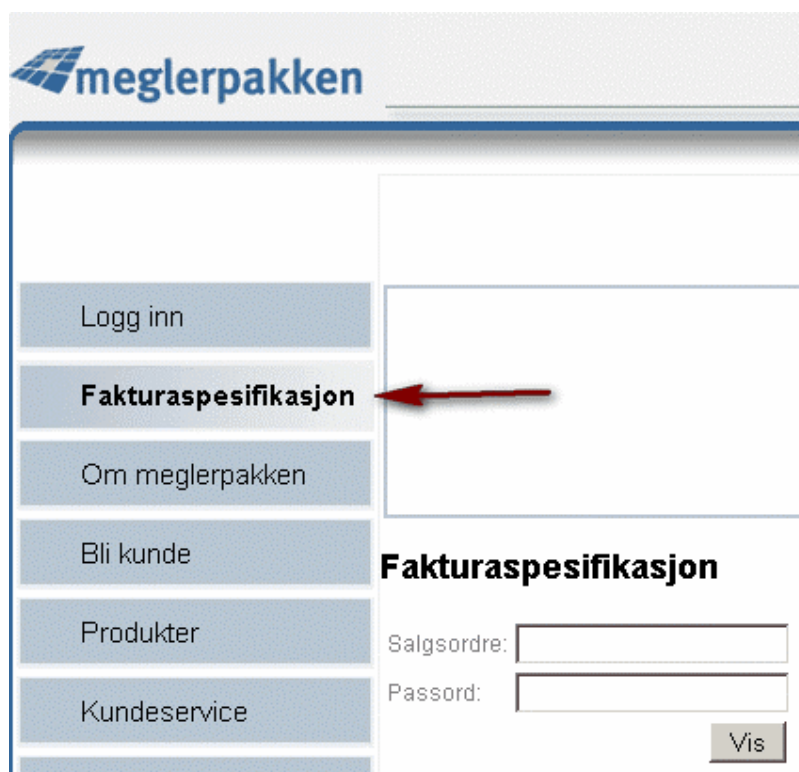 meglerpakken
Logg inn
Fakturaspesifikasjon
Om meglerpakken
Bli kunde
Produkter
Kundeservice
Fakturaspesifikasjon
Salgsordre:
Passord:
Vis